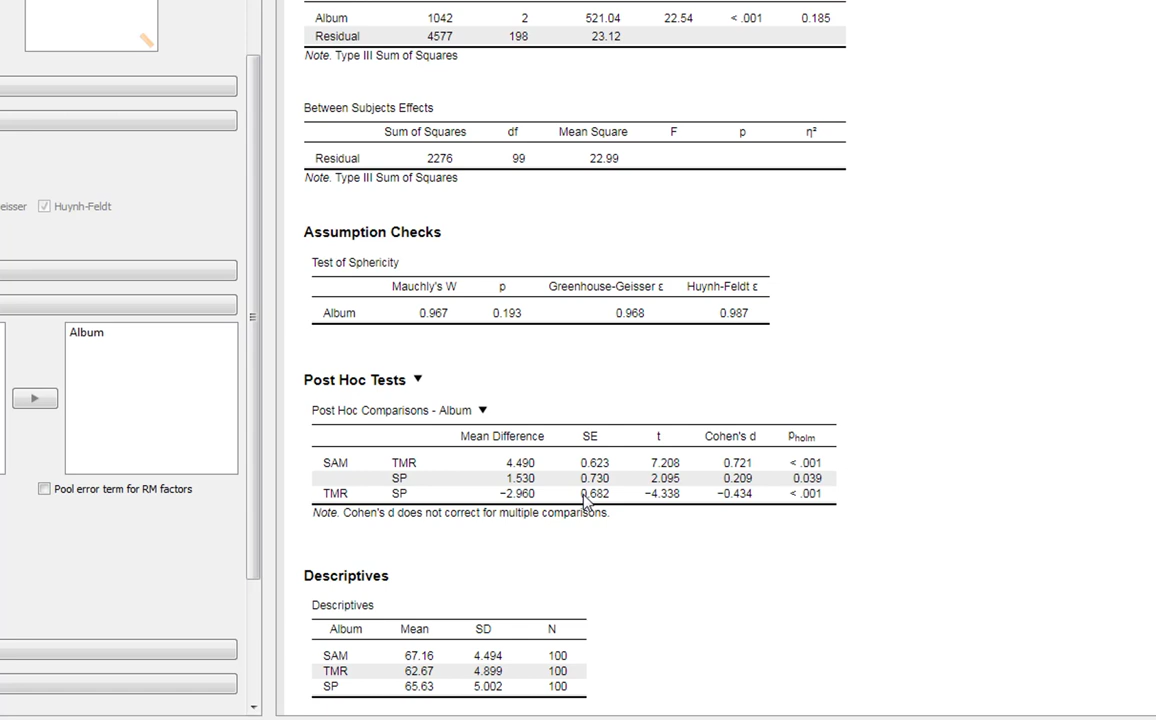 Album 1042 2 521.04 22.54 < .001 0.185
Residual 4577 198 23.12
Note. Type III Sum of Squares
Between Subjects Effects
Sum of Squares df Mean Square F p η²
Residual 2276 99 22.99
Note. Type III Sum of Squares
eisser Huynh-Feldt
Assumption Checks
Test of Sphericity
Mauchly's W p Greenhouse-Geisser ε Huynh-Feldt ε
Album 0.967 0.193 0.968 0.987
Album
Post Hoc Tests
Post Hoc Comparisons - Album
Mean Difference SE t Cohen's d pholm
SAM TMR 4.490 0.623 7.208 0.721 < .001
SP 1.530 0.730 2.095 0.209 0.039
TMR SP −2.960 0.682 −4.338 −0.434 < .001
Note. Cohen's d does not correct for multiple comparisons.
Pool error term for RM factors
Descriptives
Descriptives
Album Mean SD N
SAM 67.16 4.494 100
TMR 62.67 4.899 100
SP 65.63 5.002 100